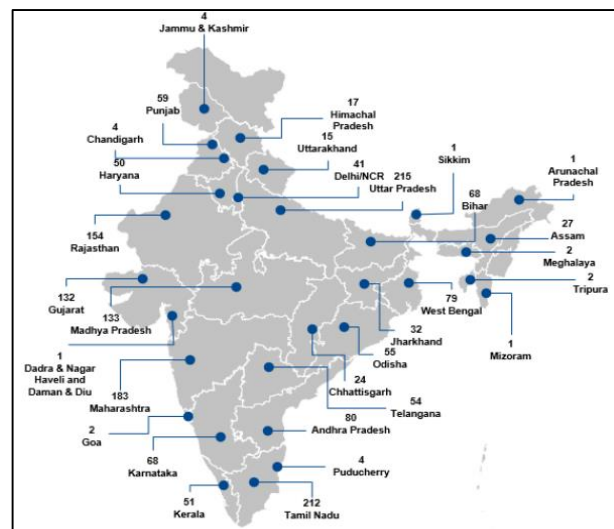 4
Jammu & Kashmir
59
Punjab
17
Himachal
Pradesh
4
Chandigarh
15
Uttarakhand
50
Haryana
41
Delhi/NCR
215
Uttar Pradesh
1
Sikkim
68
Bihar
1
Arunachal
Pradesh
154
Rajasthan
27
Assam
2
Meghalaya
2
Tripura
132
Gujarat
133
Madhya Pradesh
79
West Bengal
32
Jharkhand
1
Mizoram
1
Dadra & Nagar
Haveli and
Daman & Diu
55
Odisha
24
Chhattisgarh
183
Maharashtra
54
Telangana
2
Goa
80
Andhra Pradesh
68
Karnataka
4
Puducherry
51
Kerala
212
Tamil Nadu